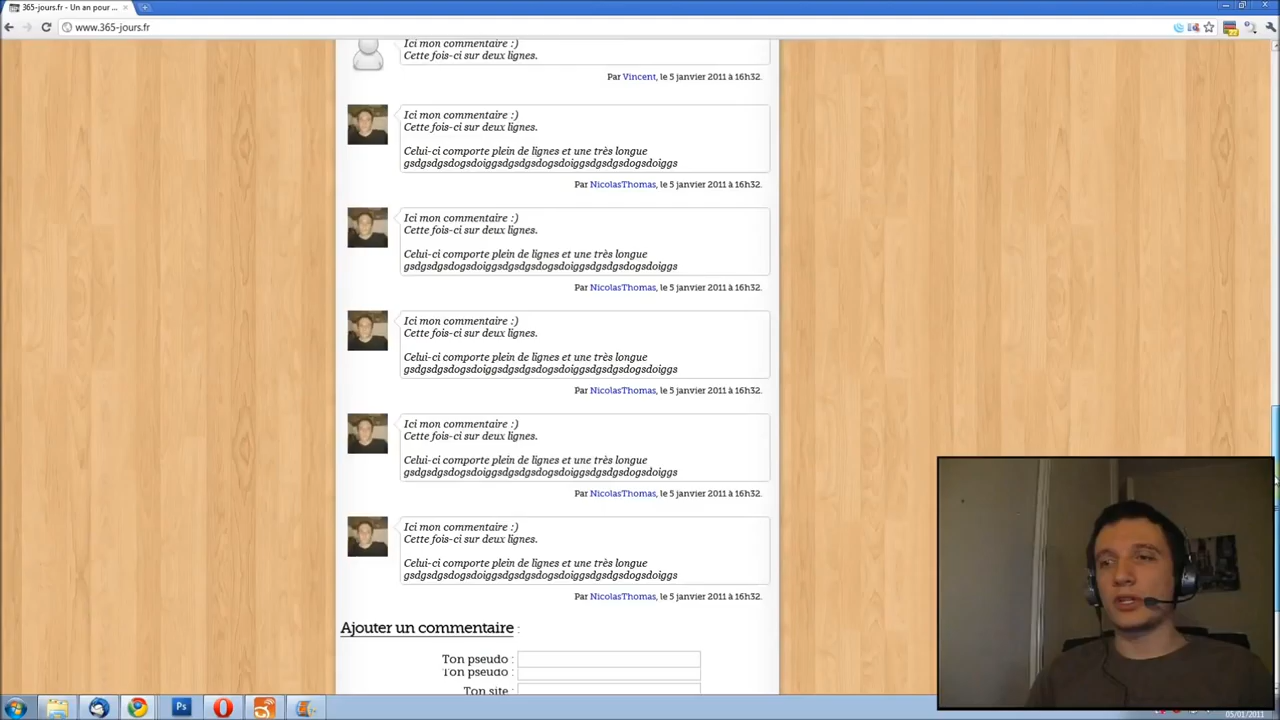 365-jours.fr - Un an pour ...
www.365-jours.fr
Ici mon commentaire :)
Cette fois-ci sur deux lignes.
Par Vincent, le 5 janvier 2011 à 16h32.
Ici mon commentaire :)
Cette fois-ci sur deux lignes.
Celui-ci comporte plein de lignes et une très longue
gsdgsdgsdogsdoiggsdgsdgsdogsdoiggsdgsdgsdogsdoiggs
Par NicolasThomas, le 5 janvier 2011 à 16h32.
Ici mon commentaire :)
Cette fois-ci sur deux lignes.
Celui-ci comporte plein de lignes et une très longue
gsdgsdgsdogsdoiggsdgsdgsdogsdoiggsdgsdgsdogsdoiggs
Par NicolasThomas, le 5 janvier 2011 à 16h32.
Ici mon commentaire :)
Cette fois-ci sur deux lignes.
Celui-ci comporte plein de lignes et une très longue
gsdgsdgsdogsdoiggsdgsdgsdogsdoiggsdgsdgsdogsdoiggs
Par NicolasThomas, le 5 janvier 2011 à 16h32.
Ici mon commentaire :)
Cette fois-ci sur deux lignes.
Celui-ci comporte plein de lignes et une très longue
gsdgsdgsdogsdoiggsdgsdgsdogsdoiggsdgsdgsdogsdoiggs
Par NicolasThomas, le 5 janvier 2011 à 16h32.
Ici mon commentaire :)
Cette fois-ci sur deux lignes.
Celui-ci comporte plein de lignes et une très longue
gsdgsdgsdogsdoiggsdgsdgsdogsdoiggsdgsdgsdogsdoiggs
Par NicolasThomas, le 5 janvier 2011 à 16h32.
Ajouter un commentaire :
Ton pseudo :
Ton pseudo :
Ton site :
Ps
05/01/2011